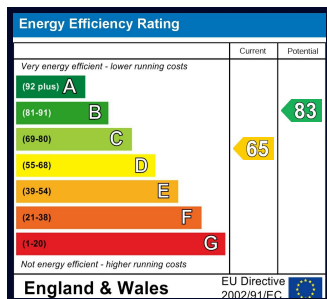 Energy Efficiency Rating
Current Potential
Very energy efficient - lower running costs
(92 plus) A
(81-91) B
83
(69-80) C
65
(55-68) D
(39-54) E
(21-38) F
(1-20) G
Not energy efficient - higher running costs
England & Wales
EU Directive
2002/91/EC